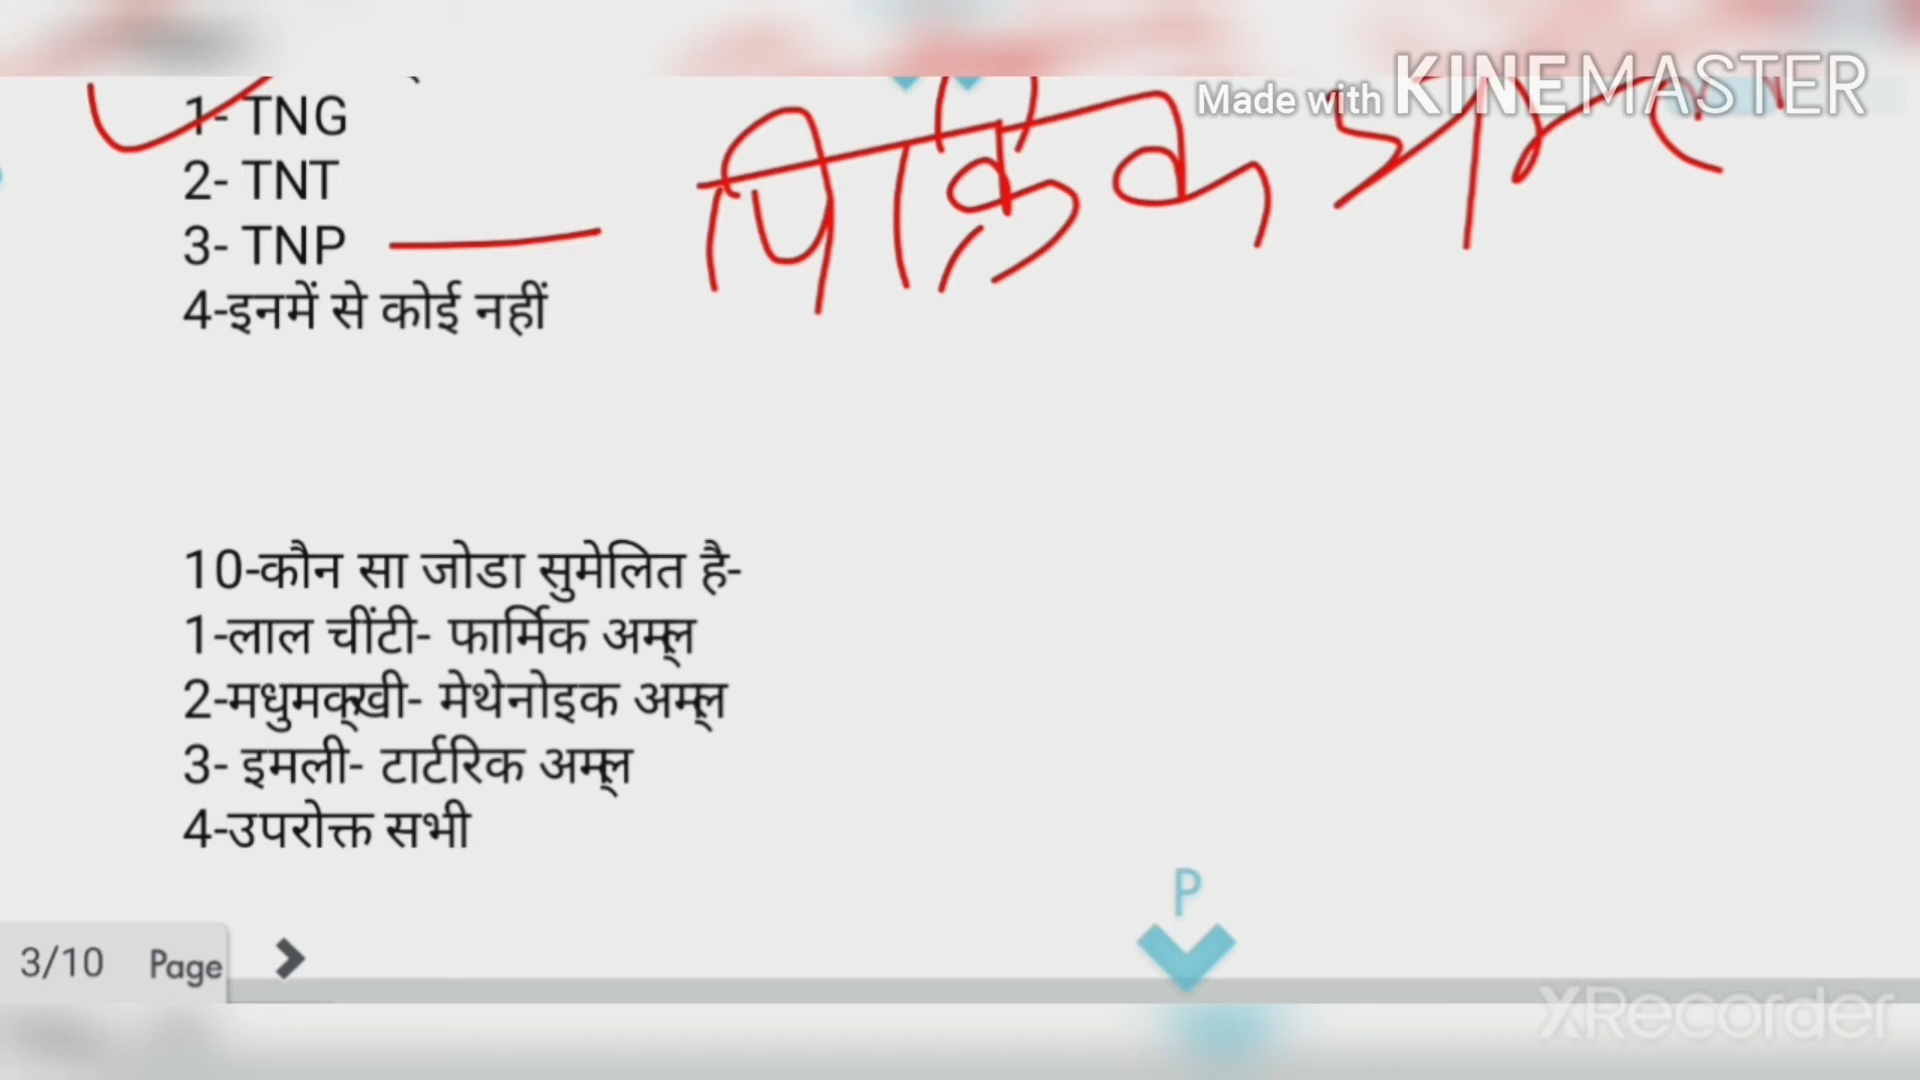 Made with KINEMASTER
1- TNG
2- TNT
3- TNP
पिक्रिक अम्ल
4-इनमें से कोई नहीं
10-कौन सा जोडा सुमेलित है-
1-लाल चींटी- फार्मिक अम्ल
2-मधुमक्खी- मेथेनोइक अम्ल
3- इमली- टार्टरिक अम्ल
4-उपरोक्त सभी
P
3/10 Page
XRecorder